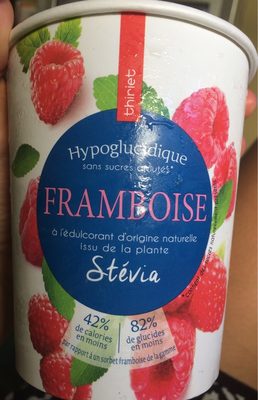 thiriet
Hypoglucidique
sans sucres ajoutés*
FRAMBOISE
à l'édulcorant d'origine naturelle
issu de la plante
Stévia
42%
de calories
en moins
82%
de glucides
en moins
par rapport à un sorbet framboise de la gamme